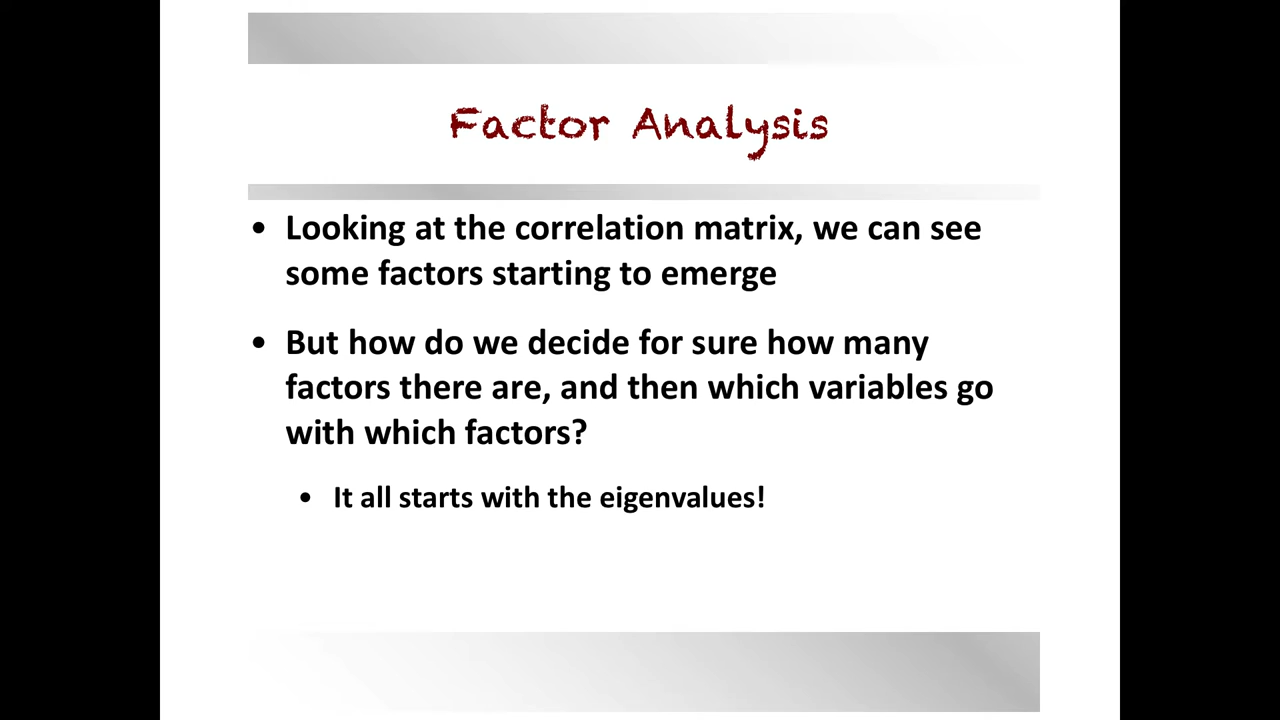 Factor Analysis
• Looking at the correlation matrix, we can see
some factors starting to emerge
• But how do we decide for sure how many
factors there are, and then which variables go
with which factors?
• It all starts with the eigenvalues!